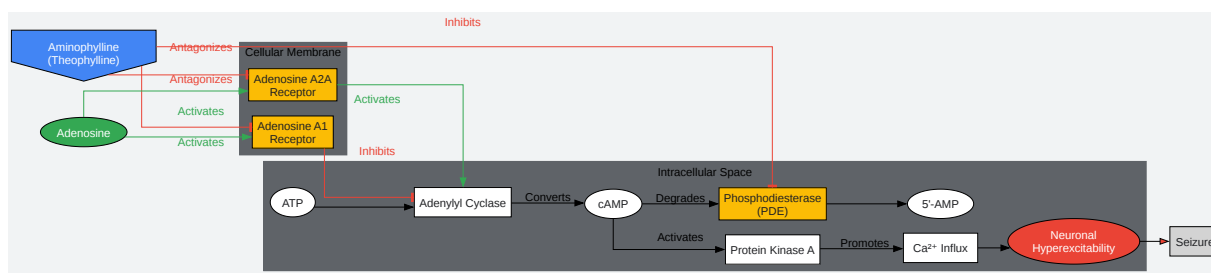 Inhibits
Aminophylline
(Theophylline)
Antagonizes
Cellular Membrane
Antagonizes
Adenosine A2A
Receptor
Activates
Activates
Adenosine
Adenosine A1
Receptor
Activates
Inhibits
Intracellular Space
ATP
Adenylyl Cyclase
Converts
cAMP
Degrades
Phosphodiesterase
(PDE)
5'-AMP
Activates
Protein Kinase A
Promotes
Ca²⁺ Influx
Neuronal
Hyperexcitability
Seizure